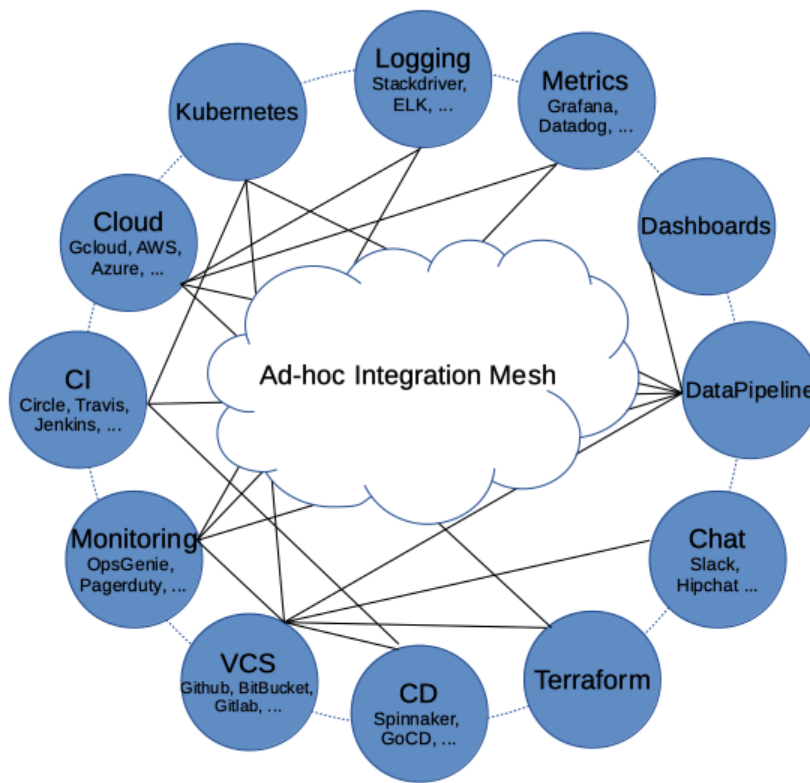 Logging
Stackdriver,
ELK, ...
Metrics
Grafana,
Datadog, ...
Kubernetes
Dashboards
Cloud
Gcloud, AWS,
Azure, ...
Ad-hoc Integration Mesh
CI
Circle, Travis,
Jenkins, ...
DataPipeline
Monitoring
OpsGenie,
Pagerduty, ...
Chat
Slack,
Hipchat ...
VCS
Github, BitBucket,
Gitlab, ...
CD
Spinnaker,
GoCD, ...
Terraform